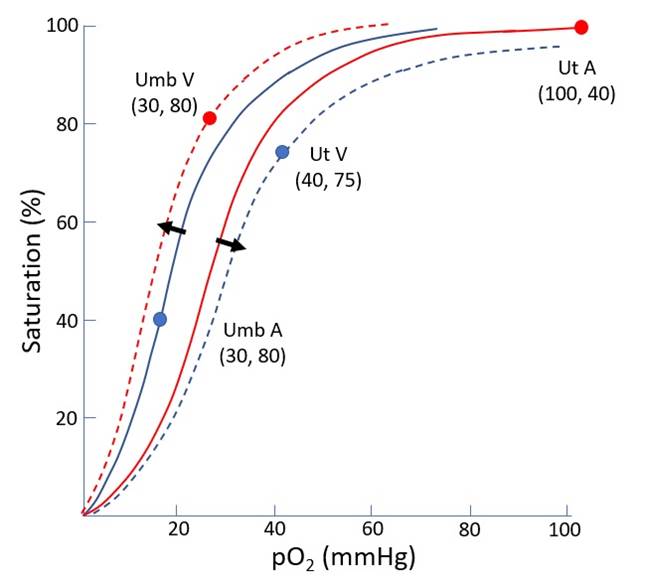 100
80
60
40
20
Saturation (%)
Umb V
(30, 80)
Ut A
(100, 40)
Ut V
(40, 75)
Umb A
(30, 80)
20
40
60
80
100
pO₂ (mmHg)